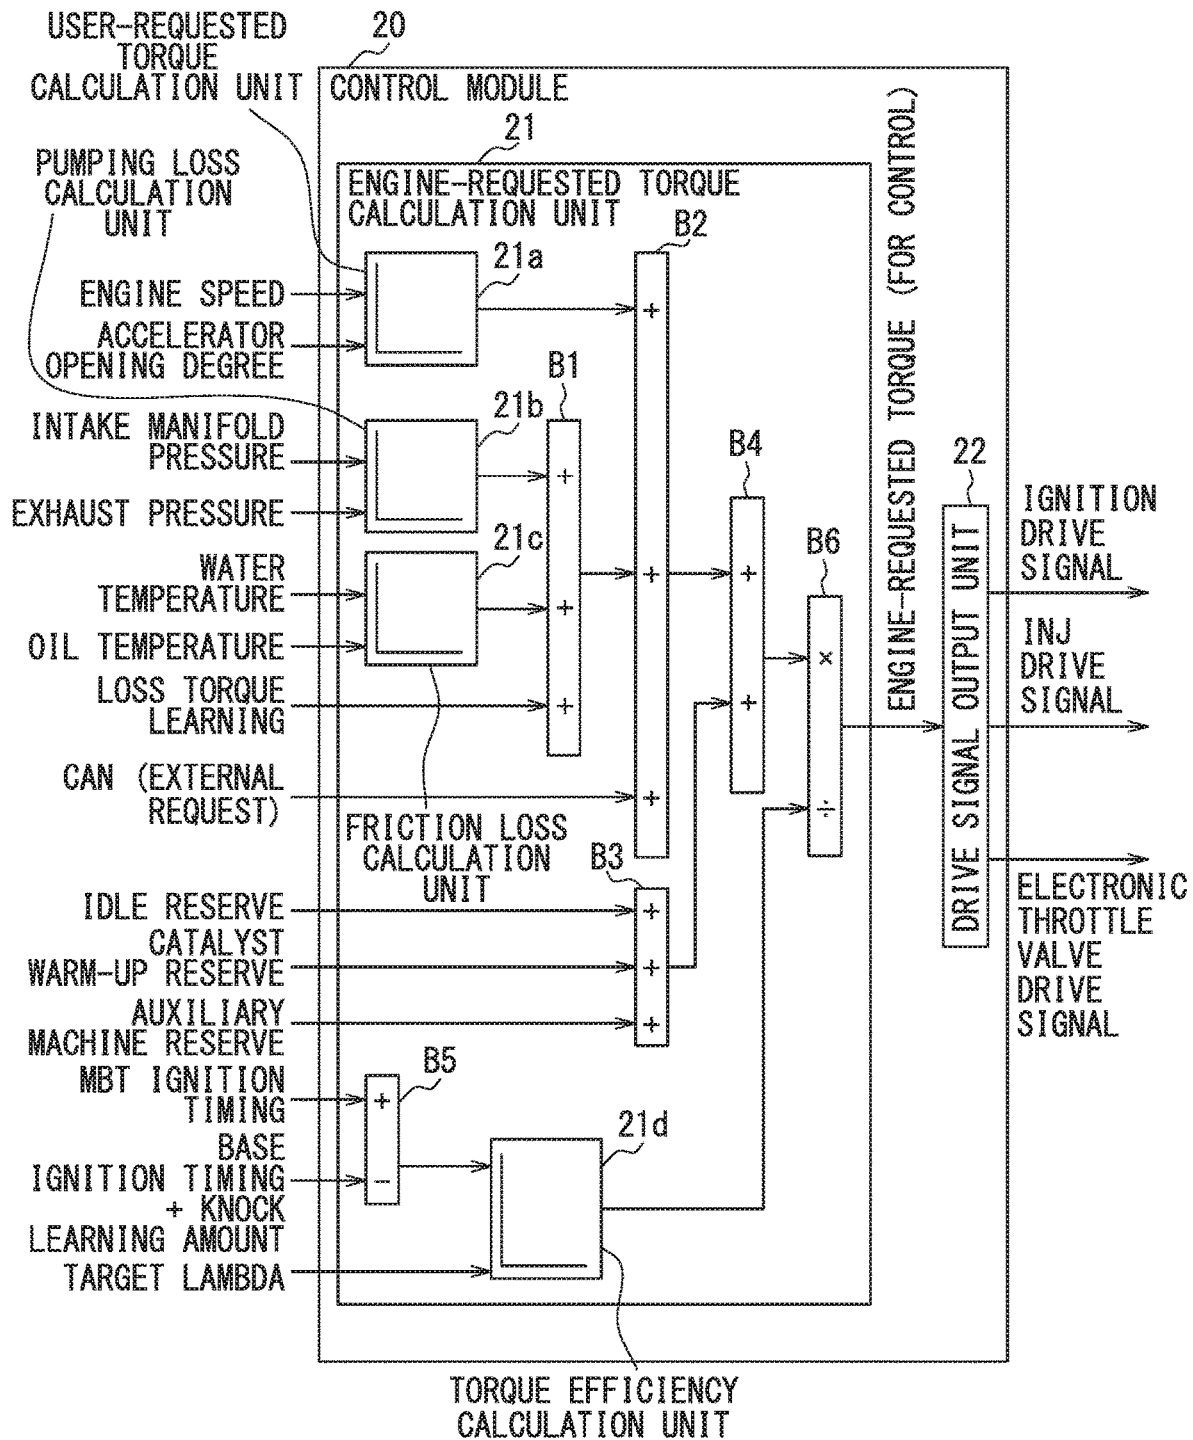 USER-REQUESTED
TORQUE
CALCULATION UNIT
20
CONTROL MODULE
21
ENGINE-REQUESTED TORQUE
CALCULATION UNIT
PUMPING LOSS
CALCULATION
UNIT
B2
21a
ENGINE SPEED
+
ACCELERATOR
OPENING DEGREE
B1
21b
INTAKE MANIFOLD
PRESSURE
+
EXHAUST PRESSURE
B4
21c
WATER
TEMPERATURE
+
+
+
+
OIL TEMPERATURE
LOSS TORQUE
LEARNING
+
+
B6
×
÷
CAN (EXTERNAL
REQUEST)
+
FRICTION LOSS
CALCULATION
UNIT
B3
IDLE RESERVE
+
CATALYST
WARM-UP RESERVE
+
AUXILIARY
MACHINE RESERVE
+
MBT IGNITION
TIMING
B5
+
BASE
IGNITION TIMING
+ KNOCK
LEARNING AMOUNT
−
21d
TARGET LAMBDA
TORQUE EFFICIENCY
CALCULATION UNIT
ENGINE-REQUESTED TORQUE (FOR CONTROL)
22
DRIVE SIGNAL OUTPUT UNIT
IGNITION
DRIVE
SIGNAL
INJ
DRIVE
SIGNAL
ELECTRONIC
THROTTLE
VALVE
DRIVE
SIGNAL